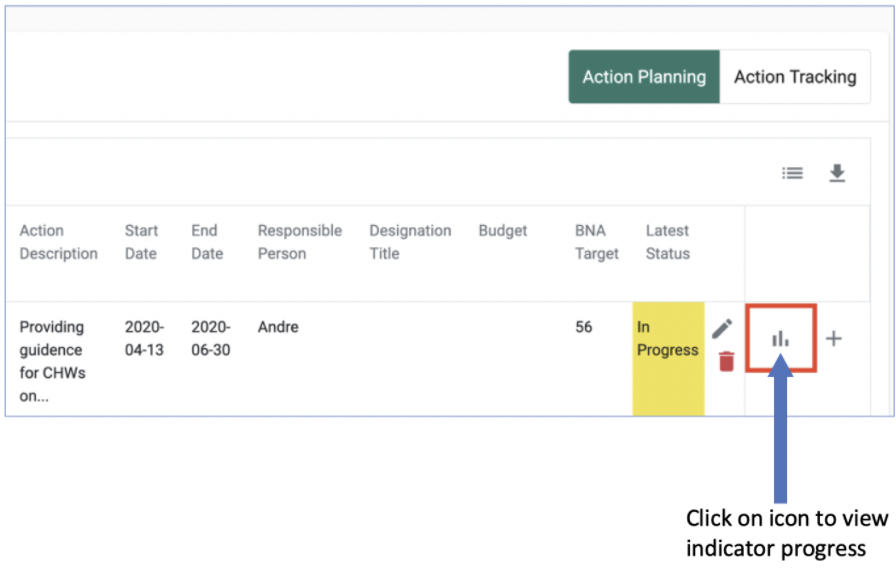 Action Planning Action Tracking
Action Start End Responsible Designation Budget BNA Latest
Description Date Date Person Title Target Status
Providing 2020- 2020- Andre 56 In
guidance 04-13 06-30 Progress
for CHWs
on...
Click on icon to view
indicator progress